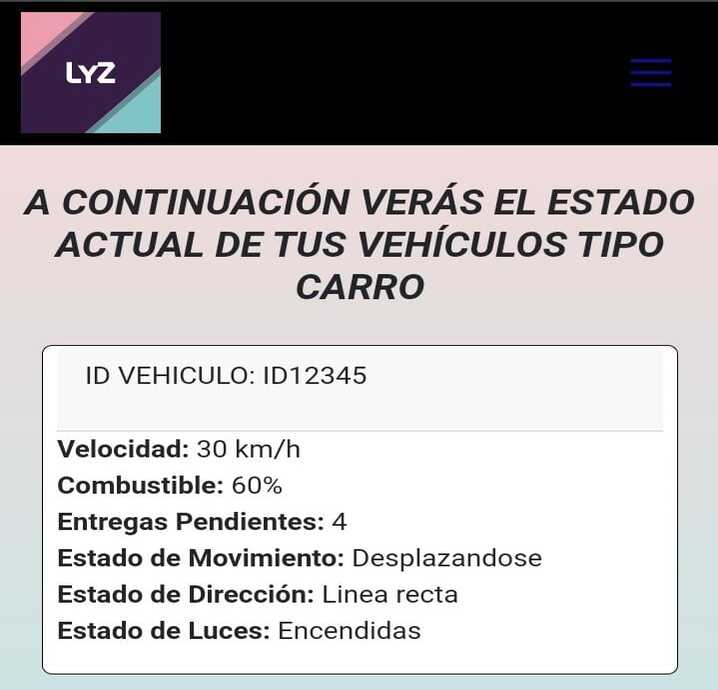 LYZ
A CONTINUACIÓN VERÁS EL ESTADO
ACTUAL DE TUS VEHÍCULOS TIPO
CARRO
ID VEHICULO: ID12345
Velocidad: 30 km/h
Combustible: 60%
Entregas Pendientes: 4
Estado de Movimiento: Desplazandose
Estado de Dirección: Linea recta
Estado de Luces: Encendidas